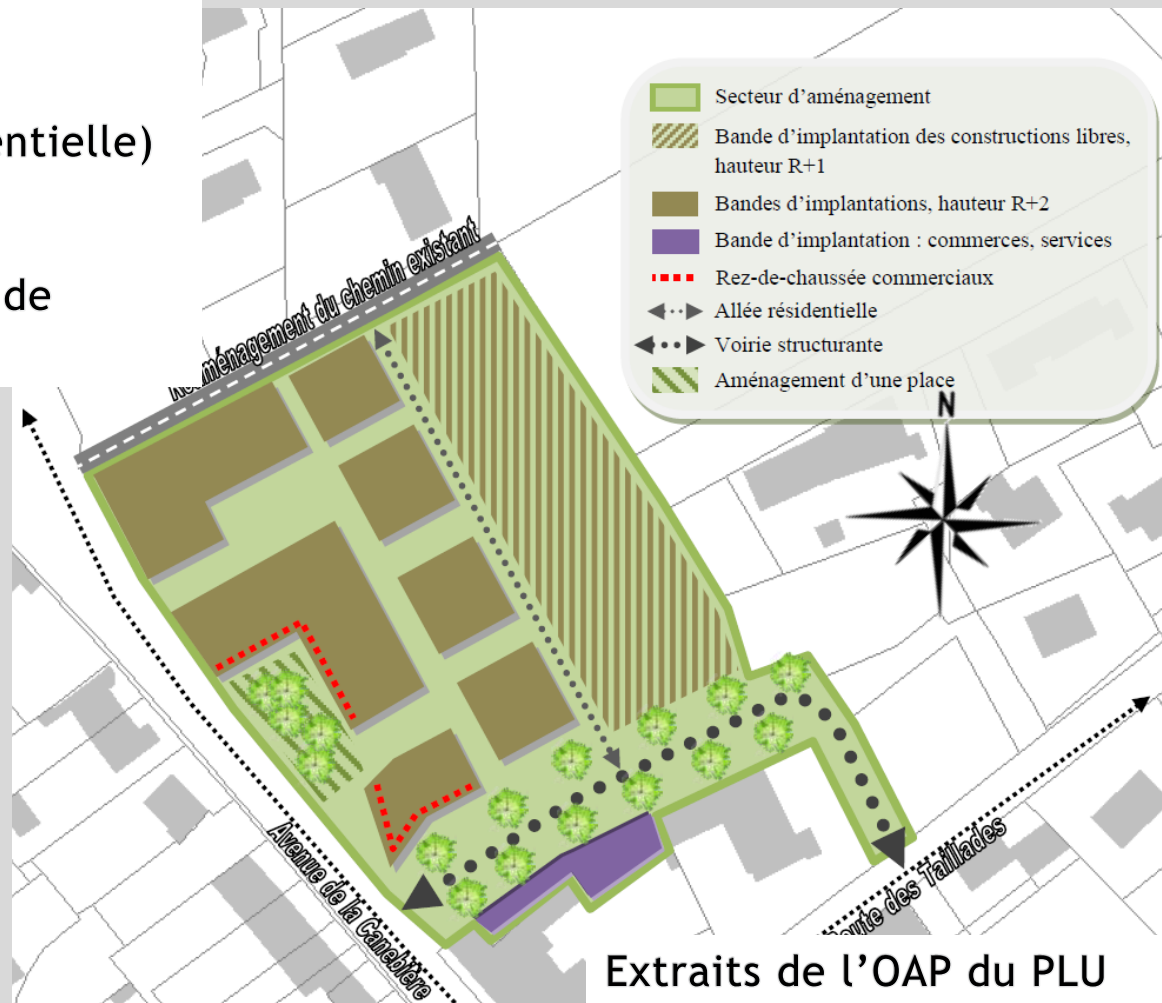 entielle)
de
Secteur d'aménagement
Bande d'implantation des constructions libres,
hauteur R+1
Bandes d'implantations, hauteur R+2
Bande d'implantation : commerces, services
Rez-de-chaussée commerciaux
Allée résidentielle
Voirie structurante
Aménagement d'une place
N
Réaménagement du chemin existant
Avenue de la Canebière
Route des Taillades
Extraits de l'OAP du PLU